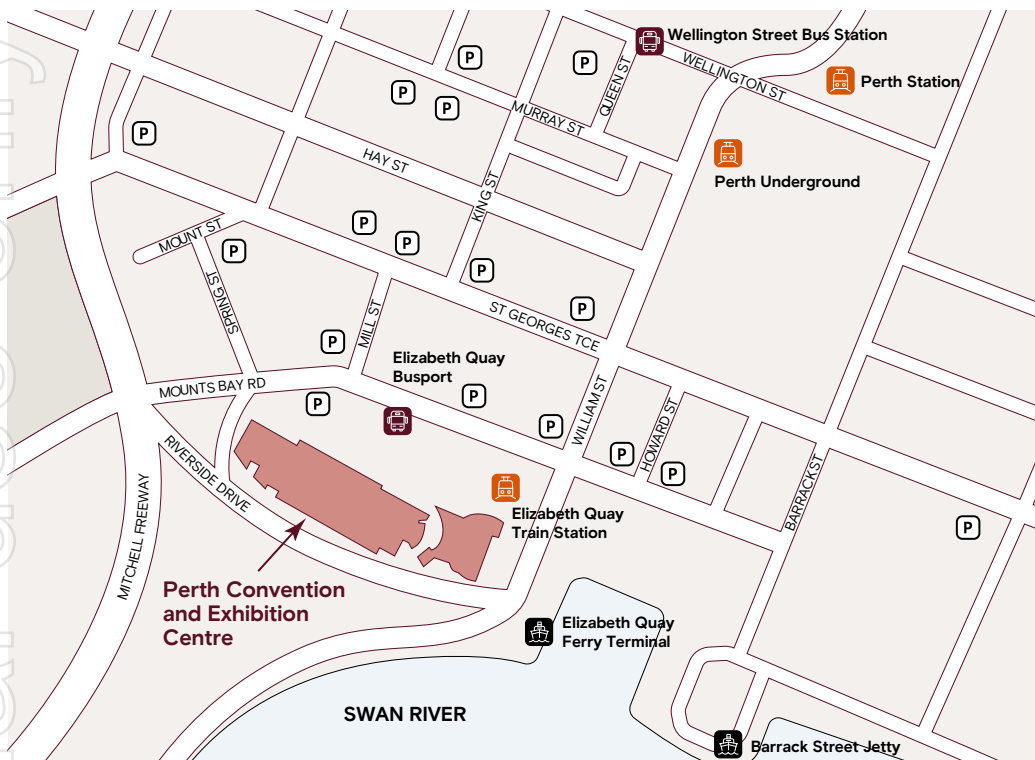 Wellington Street Bus Station
WELLINGTON ST
Perth Station
P
P
QUEEN ST
P
P
MURRAY ST
P
HAY ST
Perth Underground
KING ST
MOUNT ST
P
P
P
P
SPRING ST
MILL ST
P
ST GEORGES TCE
P
Elizabeth Quay
Busport
MOUNTS BAY RD
P
P
WILLIAM ST
P
HOWARD ST
P
P
RIVERSIDE DRIVE
BARRACK ST
MITCHELL FREEWAY
Elizabeth Quay
Train Station
P
Perth Convention
and Exhibition
Centre
Elizabeth Quay
Ferry Terminal
SWAN RIVER
Barrack Street Jetty